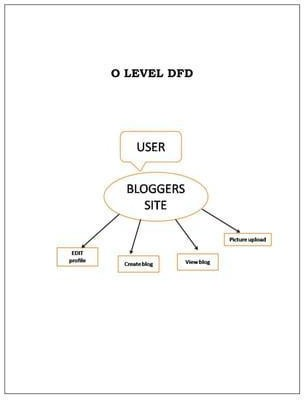 O LEVEL DFD
USER
BLOGGERS
SITE
EDIT
profile
Create blog
View blog
Picture upload